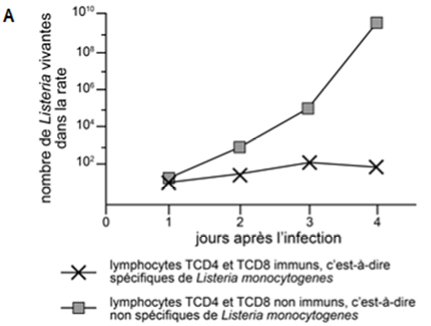 A
nombre de Listeria vivantes
dans la rate
10¹⁰
10⁸
10⁶
10⁴
10²
0
1
2
3
4
jours après l'infection
lymphocytes TCD4 et TCD8 immuns, c'est-à-dire
spécifiques de Listeria monocytogenes
lymphocytes TCD4 et TCD8 non immuns, c'est-à-dire
non spécifiques de Listeria monocytogenes